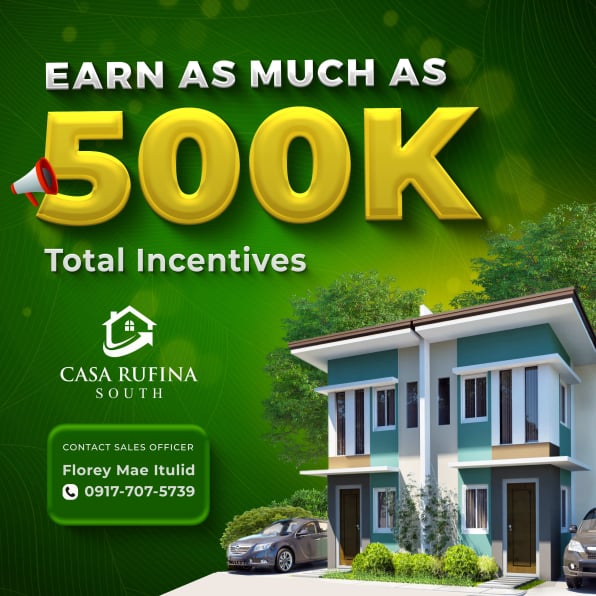 EARN AS MUCH AS
500K
Total Incentives
CASA RUFINA
SOUTH
CONTACT SALES OFFICER
Florey Mae Itulid
0917-707-5739